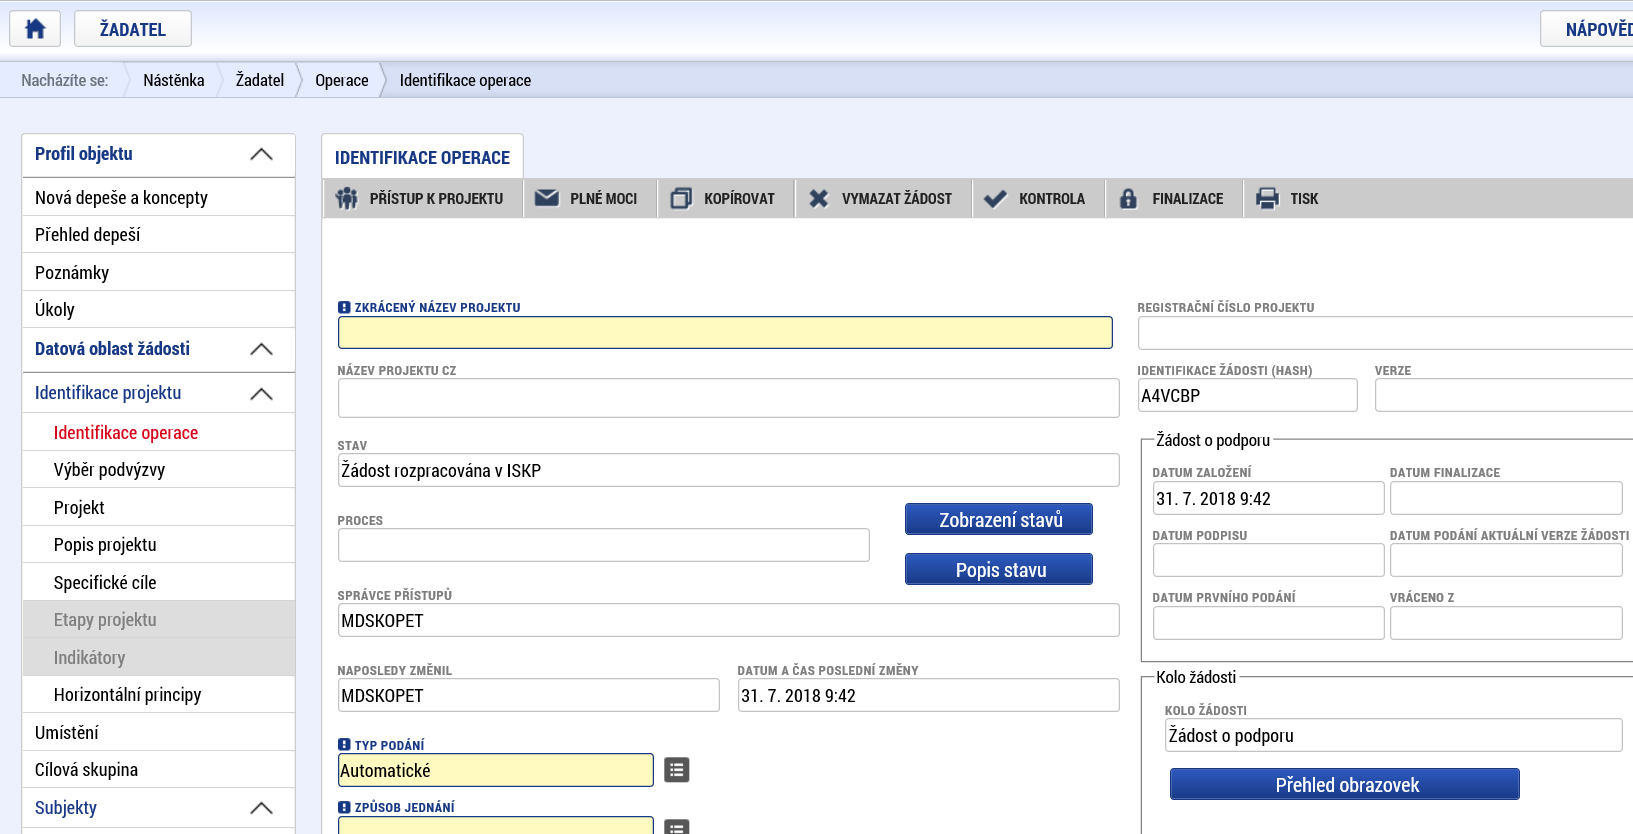 ŽADATEL
NÁPOVĚD
Nacházíte se: Nástěnka Žadatel Operace Identifikace operace
Profil objektu
Nová depeše a koncepty
Přehled depeší
Poznámky
Úkoly
Datová oblast žádosti
Identifikace projektu
Identifikace operace
Výběr podvýzvy
Projekt
Popis projektu
Specifické cíle
Etapy projektu
Indikátory
Horizontální principy
Umístění
Cílová skupina
Subjekty
IDENTIFIKACE OPERACE
PŘÍSTUP K PROJEKTU PLNÉ MOCI KOPÍROVAT VYMAZAT ŽÁDOST KONTROLA FINALIZACE TISK
ZKRÁCENÝ NÁZEV PROJEKTU
NÁZEV PROJEKTU CZ
STAV
Žádost rozpracována v ISKP
PROCES
Zobrazení stavů
Popis stavu
SPRÁVCE PŘÍSTUPŮ
MDSKOPET
NAPOSLEDY ZMĚNIL DATUM A ČAS POSLEDNÍ ZMĚNY
MDSKOPET 31. 7. 2018 9:42
TYP PODÁNÍ
Automatické
ZPŮSOB JEDNÁNÍ
REGISTRAČNÍ ČÍSLO PROJEKTU
IDENTIFIKACE ŽÁDOSTI (HASH) VERZE
A4VCBP
Žádost o podporu
DATUM ZALOŽENÍ DATUM FINALIZACE
31. 7. 2018 9:42
DATUM PODPISU DATUM PODÁNÍ AKTUÁLNÍ VERZE ŽÁDOSTI
DATUM PRVNÍHO PODÁNÍ VRÁCENO Z
Kolo žádosti
KOLO ŽÁDOSTI
Žádost o podporu
Přehled obrazovek